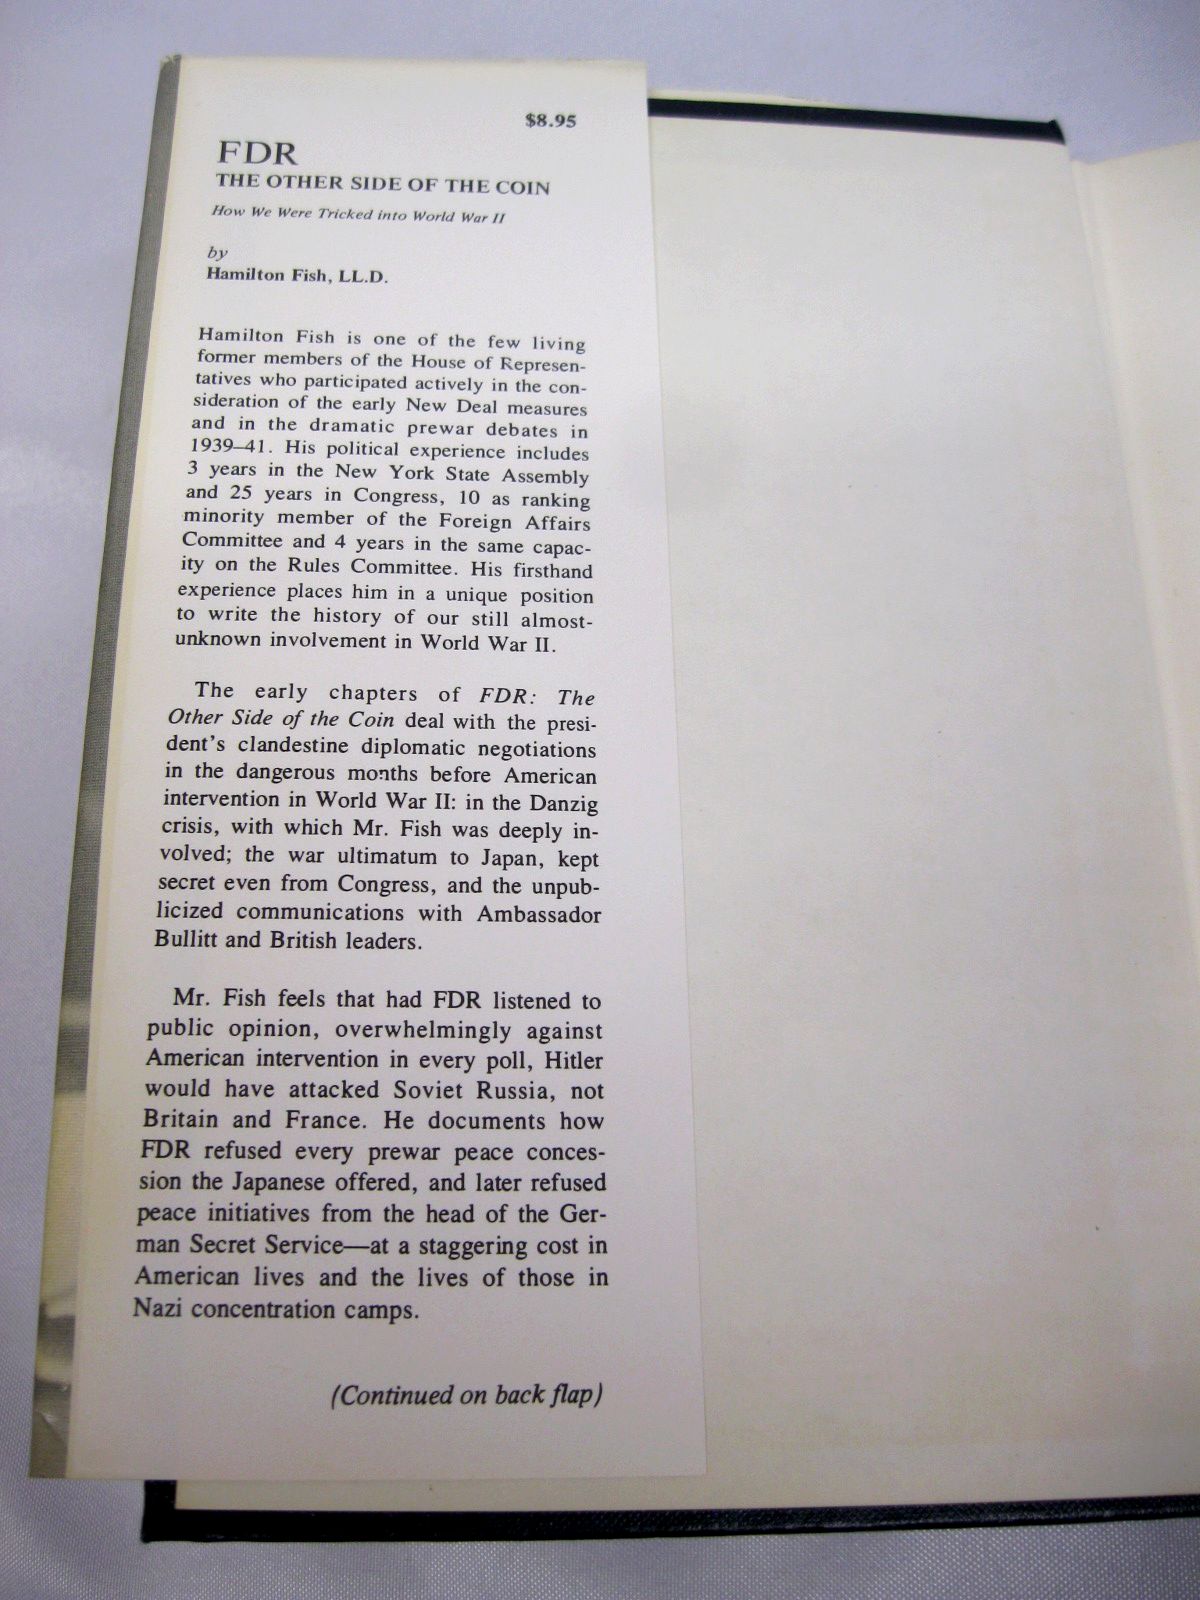 $8.95
FDR
THE OTHER SIDE OF THE COIN
How We Were Tricked into World War II
by
Hamilton Fish, LL.D.
Hamilton Fish is one of the few living
former members of the House of Represen-
tatives who participated actively in the con-
sideration of the early New Deal measures
and in the dramatic prewar debates in
1939–41. His political experience includes
3 years in the New York State Assembly
and 25 years in Congress, 10 as ranking
minority member of the Foreign Affairs
Committee and 4 years in the same capac-
ity on the Rules Committee. His firsthand
experience places him in a unique position
to write the history of our still almost-
unknown involvement in World War II.
The early chapters of FDR: The
Other Side of the Coin deal with the presi-
dent's clandestine diplomatic negotiations
in the dangerous months before American
intervention in World War II: in the Danzig
crisis, with which Mr. Fish was deeply in-
volved; the war ultimatum to Japan, kept
secret even from Congress, and the unpub-
licized communications with Ambassador
Bullitt and British leaders.
Mr. Fish feels that had FDR listened to
public opinion, overwhelmingly against
American intervention in every poll, Hitler
would have attacked Soviet Russia, not
Britain and France. He documents how
FDR refused every prewar peace conces-
sion the Japanese offered, and later refused
peace initiatives from the head of the Ger-
man Secret Service—at a staggering cost in
American lives and the lives of those in
Nazi concentration camps.
(Continued on back flap)